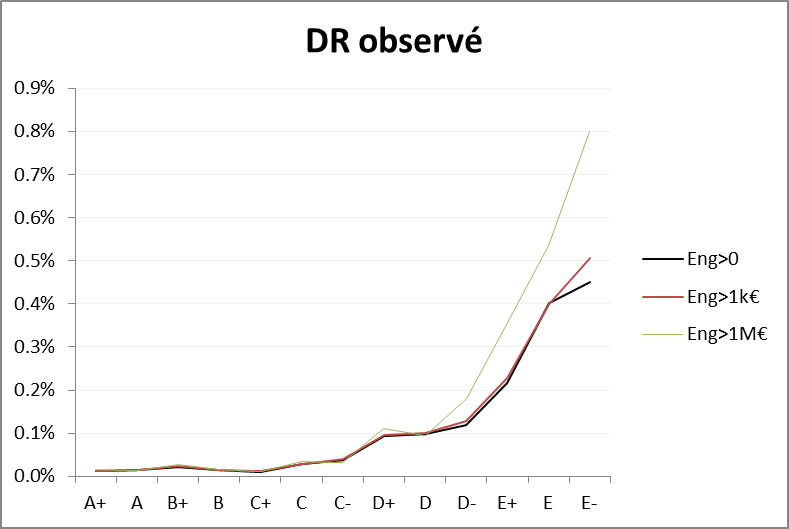 DR observé
0.9%
0.8%
0.7%
0.6%
0.5%
0.4%
0.3%
0.2%
0.1%
0.0%
A+ A B+ B C+ C C- D+ D D- E+ E E-
Eng>0
Eng>1k€
Eng>1M€